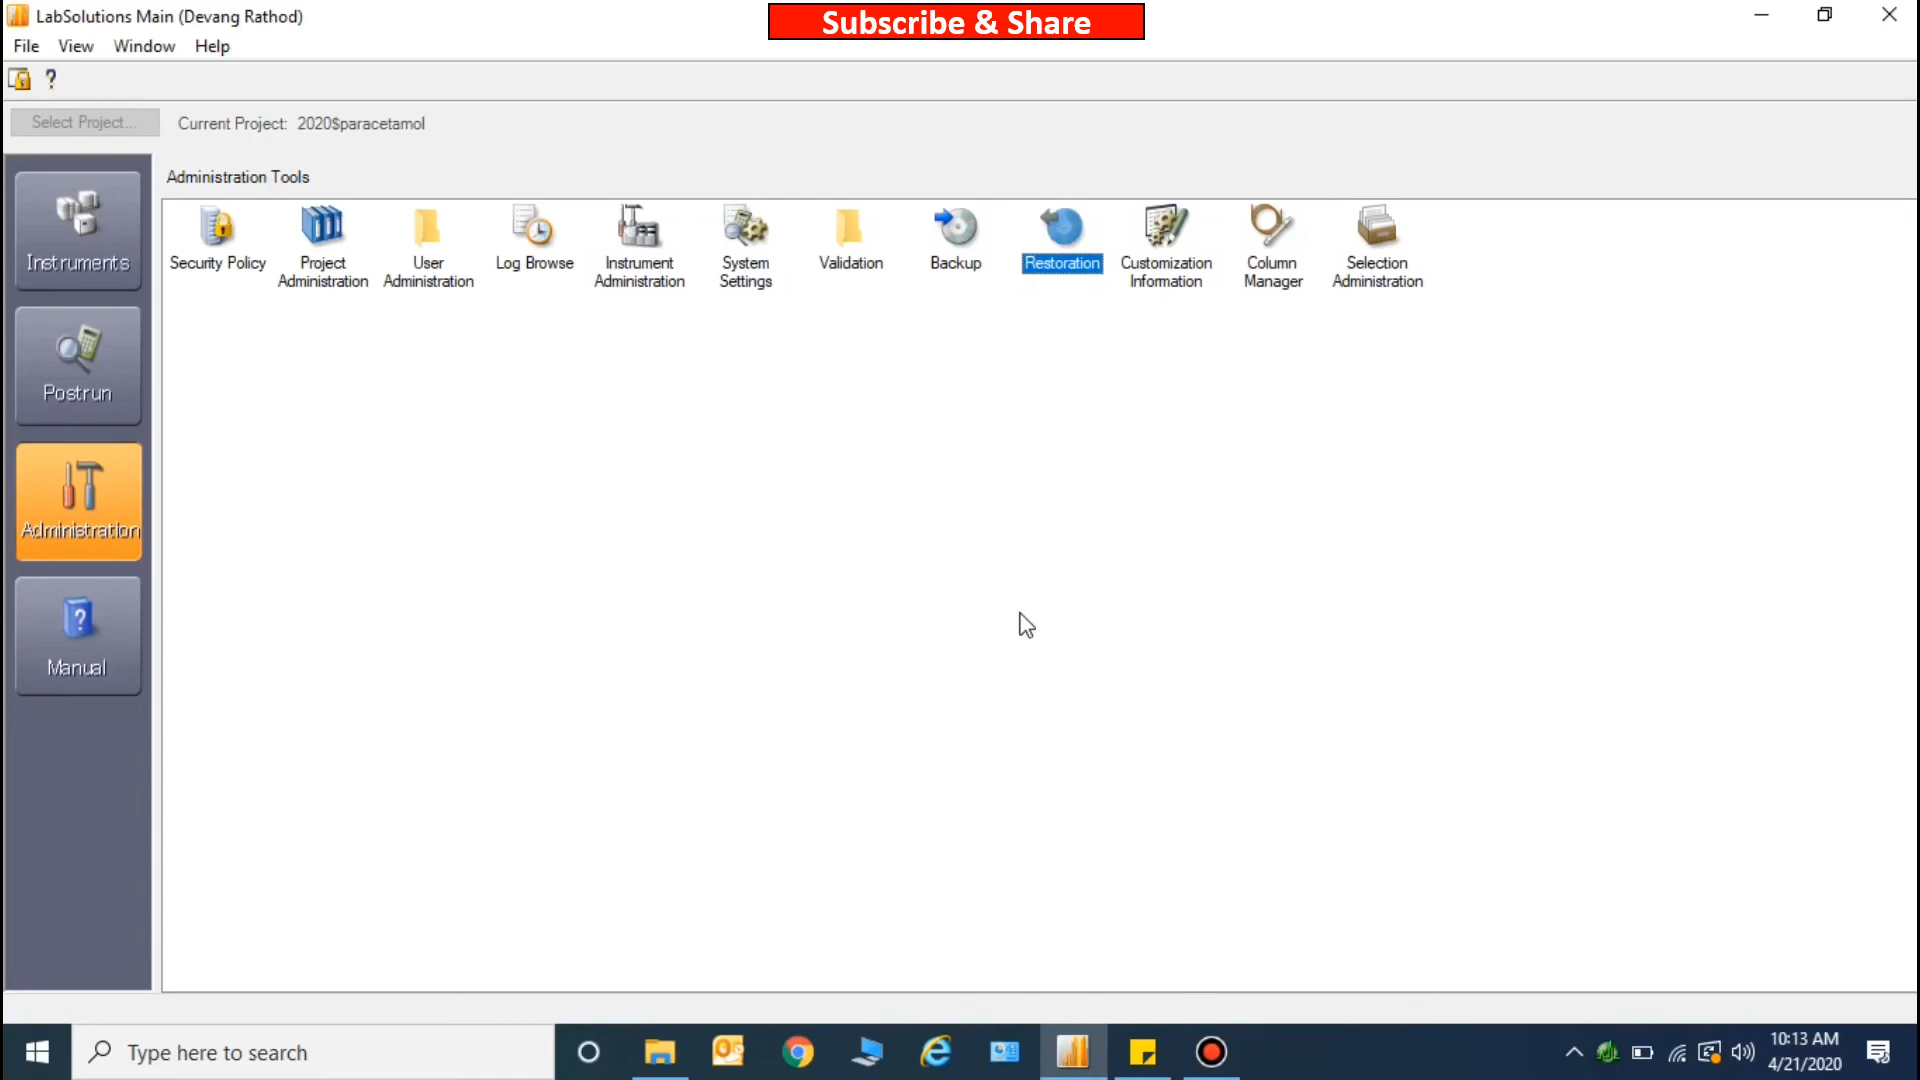 LabSolutions Main (Devang Rathod)
Subscribe & Share
File View Window Help
Select Project...
Current Project: 2020$paracetamol
Administration Tools
Instruments
Postrun
Administration
Manual
Security Policy
Project
Administration
User
Administration
Log Browse
Instrument
Administration
System
Settings
Validation
Backup
Restoration
Customization
Information
Column
Manager
Selection
Administration
Type here to search
10:13 AM
4/21/2020